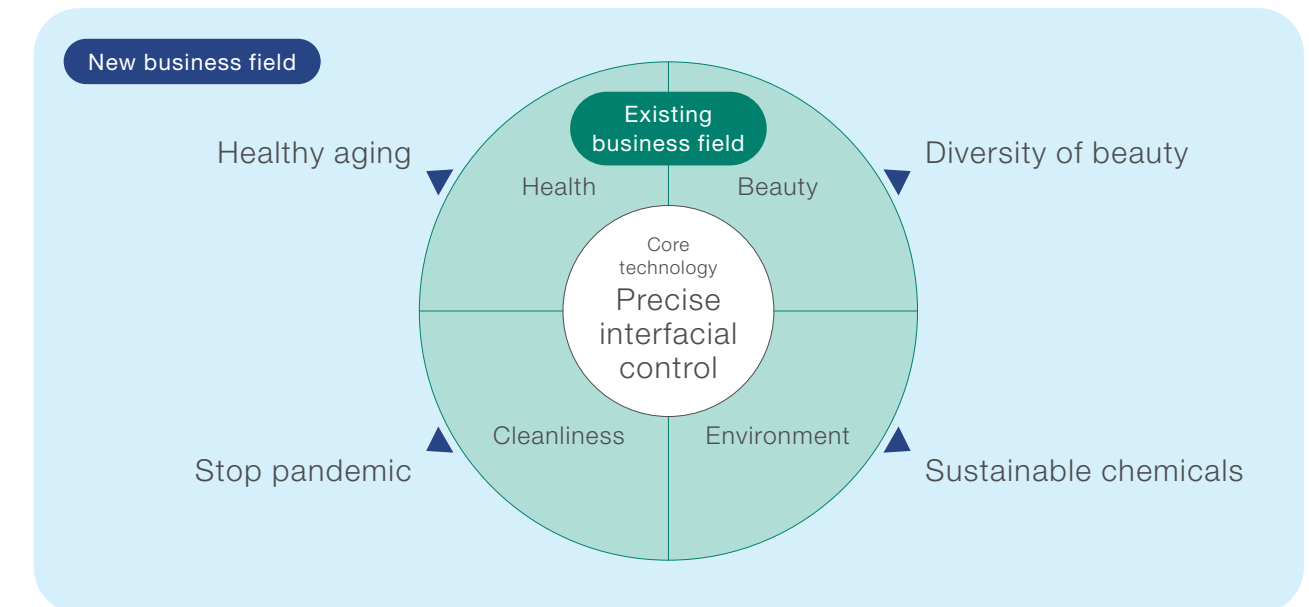 New business field
Existing
business field
Healthy aging
Diversity of beauty
Health
Beauty
Core
technology
Precise
interfacial
control
Cleanliness
Environment
Stop pandemic
Sustainable chemicals